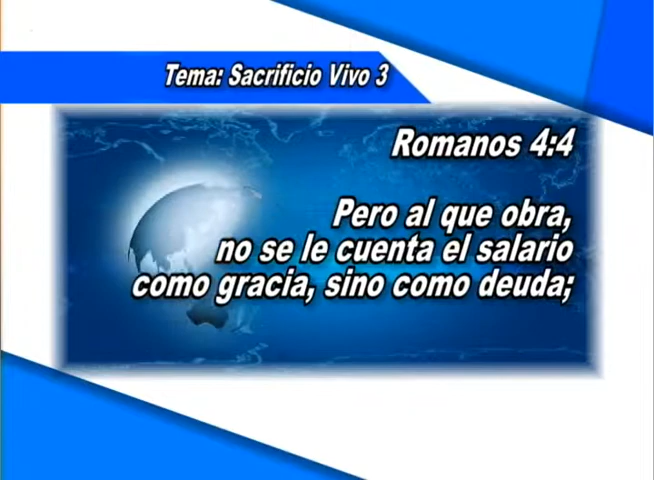 Tema: Sacrificio Vivo 3
Romanos 4:4
Pero al que obra,
no se le cuenta el salario
como gracia, sino como deuda;